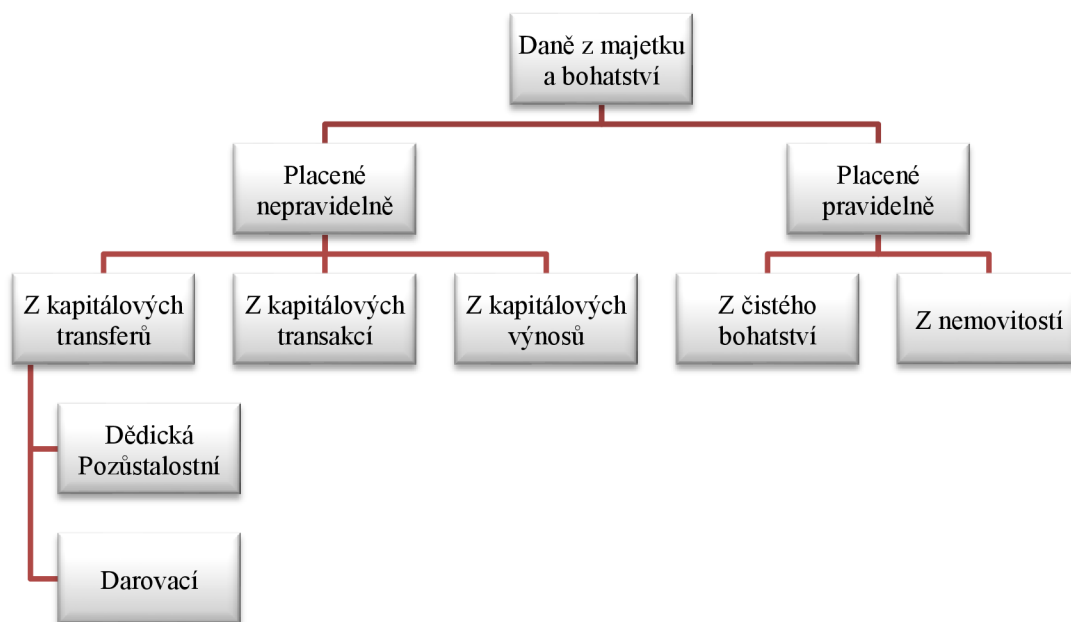 Daně z majetku
a bohatství
Placené
nepravidelně
Placené
pravidelně
Z kapitálových
transferů
Z kapitálových
transakcí
Z kapitálových
výnosů
Z čistého
bohatství
Z nemovitostí
Dědická
Pozůstalostní
Darovací